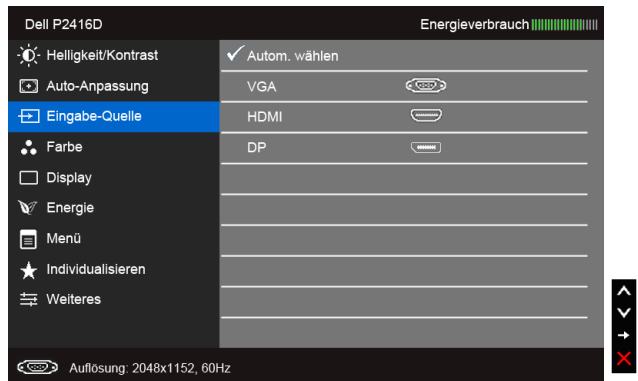 Dell P2416D
Energieverbrauch
Helligkeit/Kontrast
Autom. wählen
Auto-Anpassung
VGA
Eingabe-Quelle
HDMI
Farbe
DP
Display
Energie
Menü
Individualisieren
Weiteres
Auflösung: 2048x1152, 60Hz